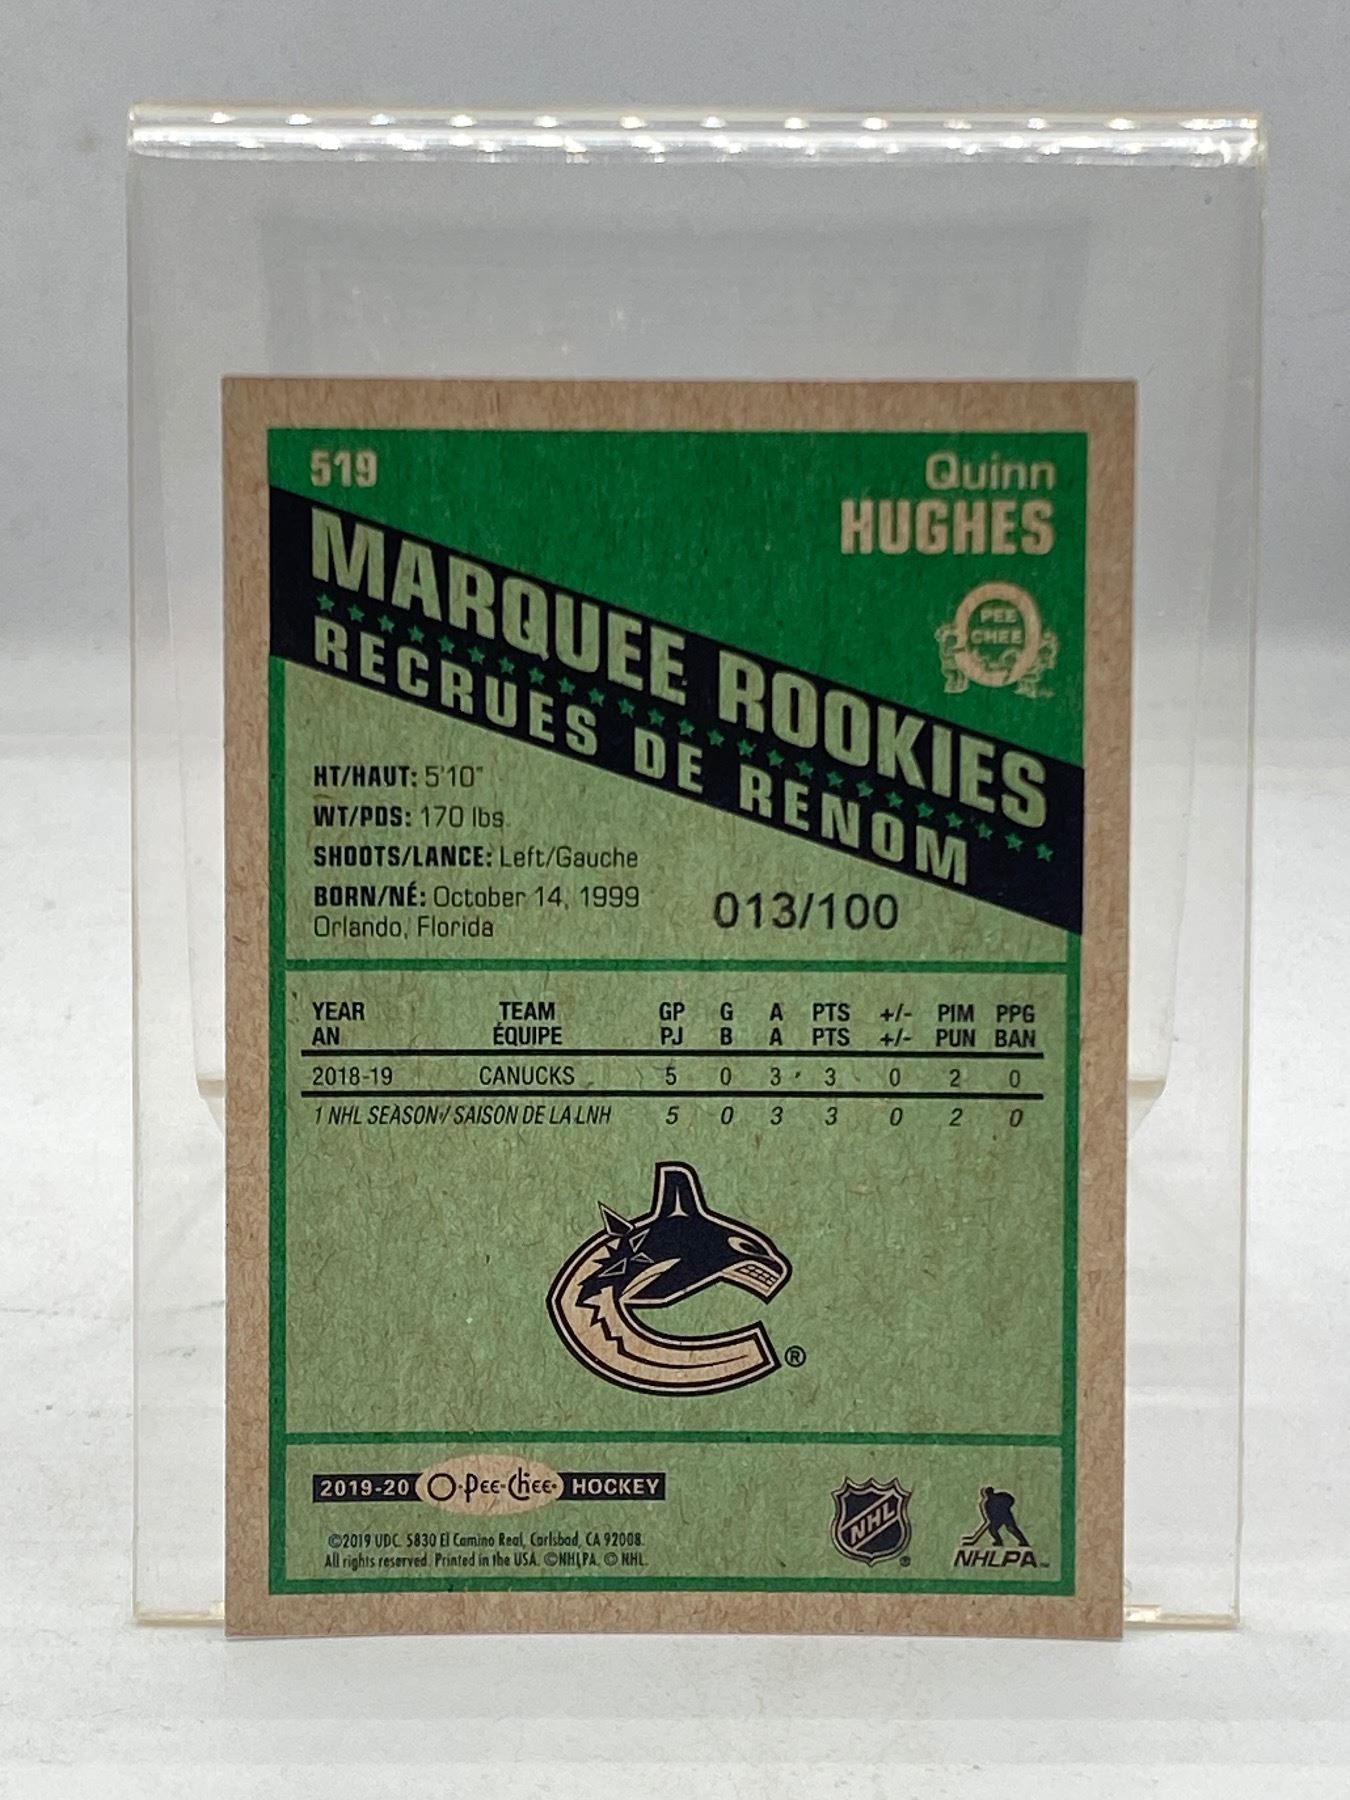 519
Quinn
HUGHES
PEE
CHEE
MARQUEE ROOKIES
RECRUES DE RENOM
HT/HAUT: 5'10"
WT/PDS: 170 lbs.
SHOOTS/LANCE: Left/Gauche
BORN/NÉ: October 14, 1999
Orlando, Florida
013/100
YEAR TEAM GP G A PTS +/- PIM PPG
AN ÉQUIPE PJ B A PTS +/- PUN BAN
2018-19 CANUCKS 5 0 3 3 0 2 0
1 NHL SEASON / SAISON DE LA LNH 5 0 3 3 0 2 0
®
2019-20 O-Pee-Chee HOCKEY
©2019 UDC. 5830 El Camino Real, Carlsbad, CA 92008.
All rights reserved. Printed in the USA. ©NHLPA. © NHL.
NHL ®
NHLPA™